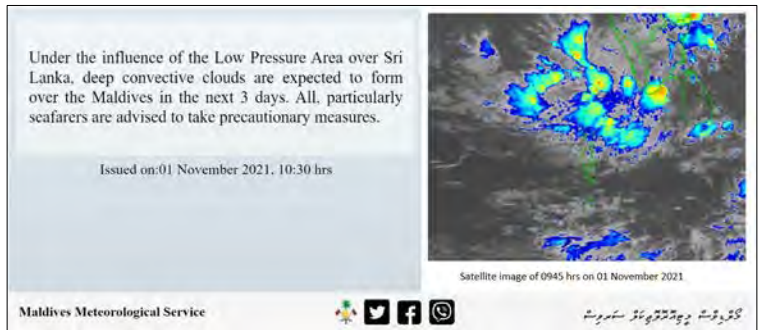 Under the influence of the Low Pressure Area over Sri
Lanka, deep convective clouds are expected to form
over the Maldives in the next 3 days. All, particularly
seafarers are advised to take precautionary measures.
Issued on:01 November 2021, 10:30 hrs
Satellite image of 0945 hrs on 01 November 2021
Maldives Meteorological Service
މޯލްޑިވްސް މީޓިއޮރޮލޮޖިކަލް ސަރވިސް